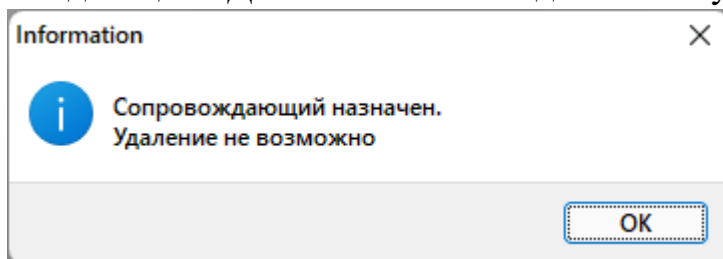 Information
Сопровождающий назначен.
Удаление не возможно
OK